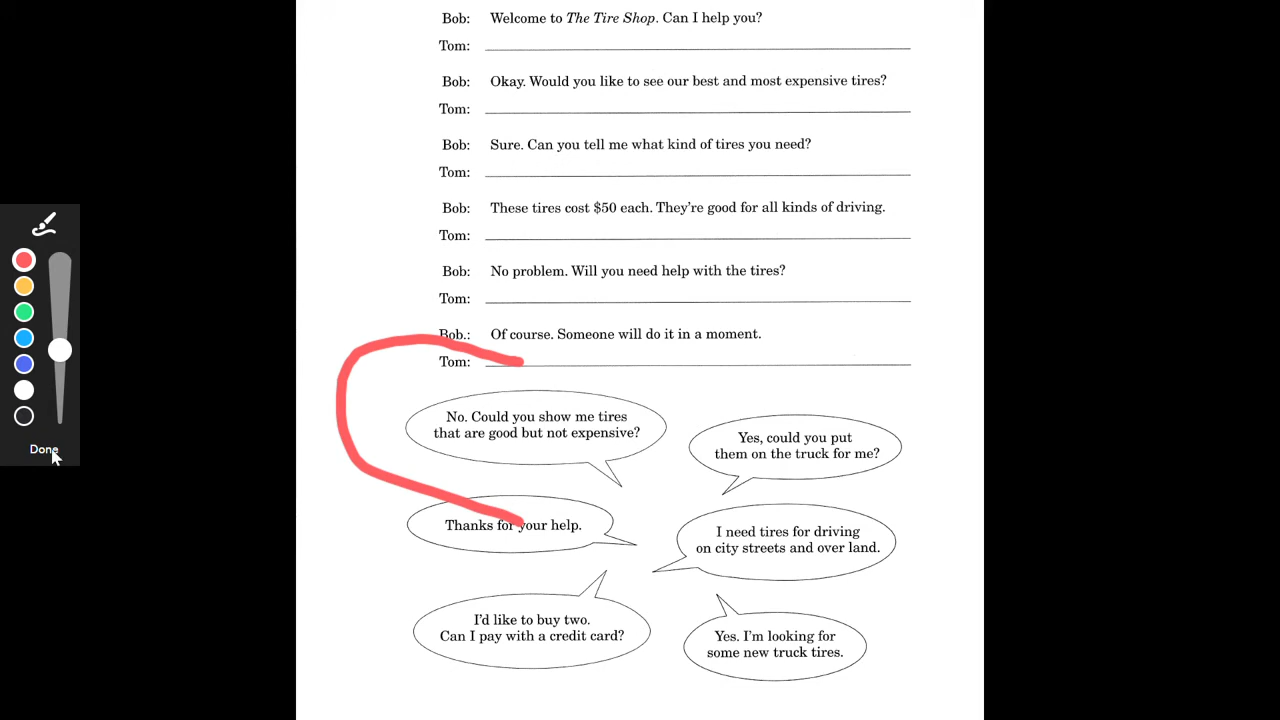 Bob: Welcome to The Tire Shop. Can I help you?
Tom:
Bob: Okay. Would you like to see our best and most expensive tires?
Tom:
Bob: Sure. Can you tell me what kind of tires you need?
Tom:
Bob: These tires cost $50 each. They're good for all kinds of driving.
Tom:
Bob: No problem. Will you need help with the tires?
Tom:
Bob.: Of course. Someone will do it in a moment.
Tom:
No. Could you show me tires
that are good but not expensive?
Yes, could you put
them on the truck for me?
Thanks for your help.
I need tires for driving
on city streets and over land.
I'd like to buy two.
Can I pay with a credit card?
Yes. I'm looking for
some new truck tires.
Done